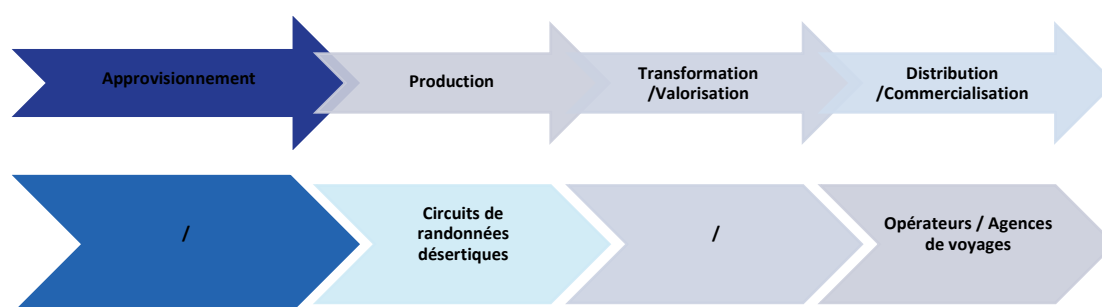 Approvisionnement
Production
Transformation
/Valorisation
Distribution
/Commercialisation
/
Circuits de
randonnées
désertiques
/
Opérateurs / Agences
de voyages